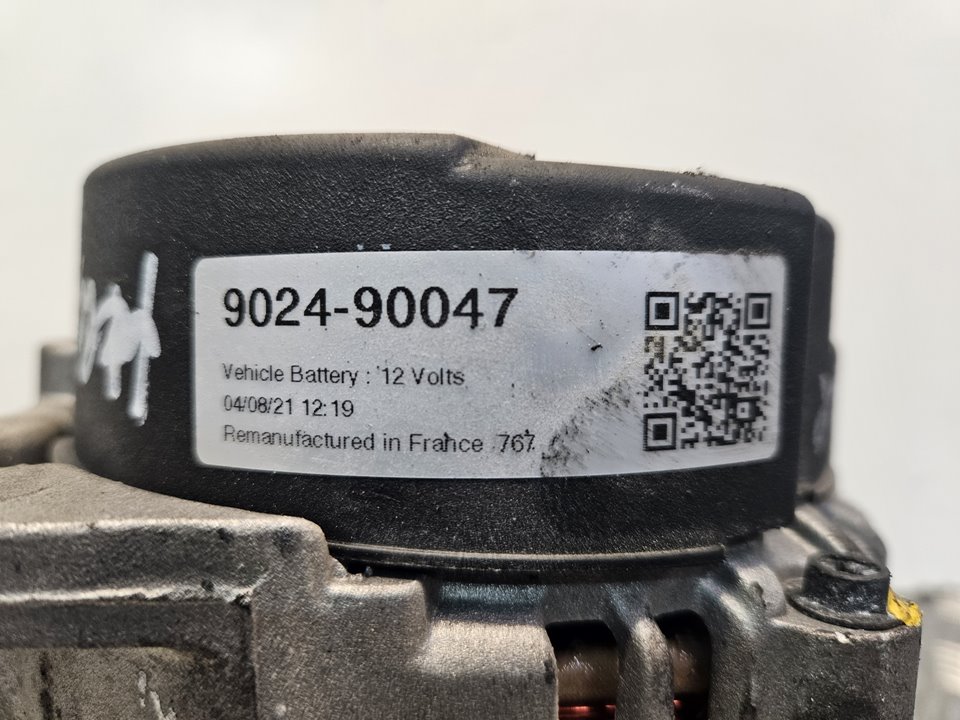 9024-90047
Vehicle Battery : 12 Volts
04/08/21 12:19
Remanufactured in France 767